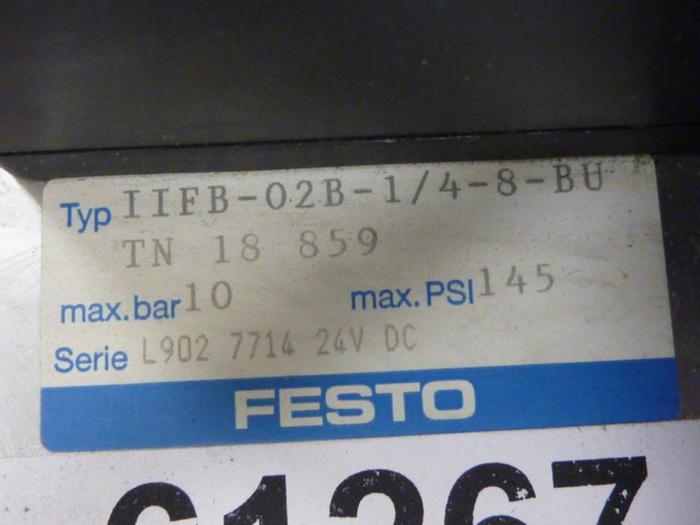 Typ IIFB-02B-1/4-8-BU
TN 18 859
max.bar 10 max.PSI 145
Serie L902 7714 24V DC
FESTO
61267